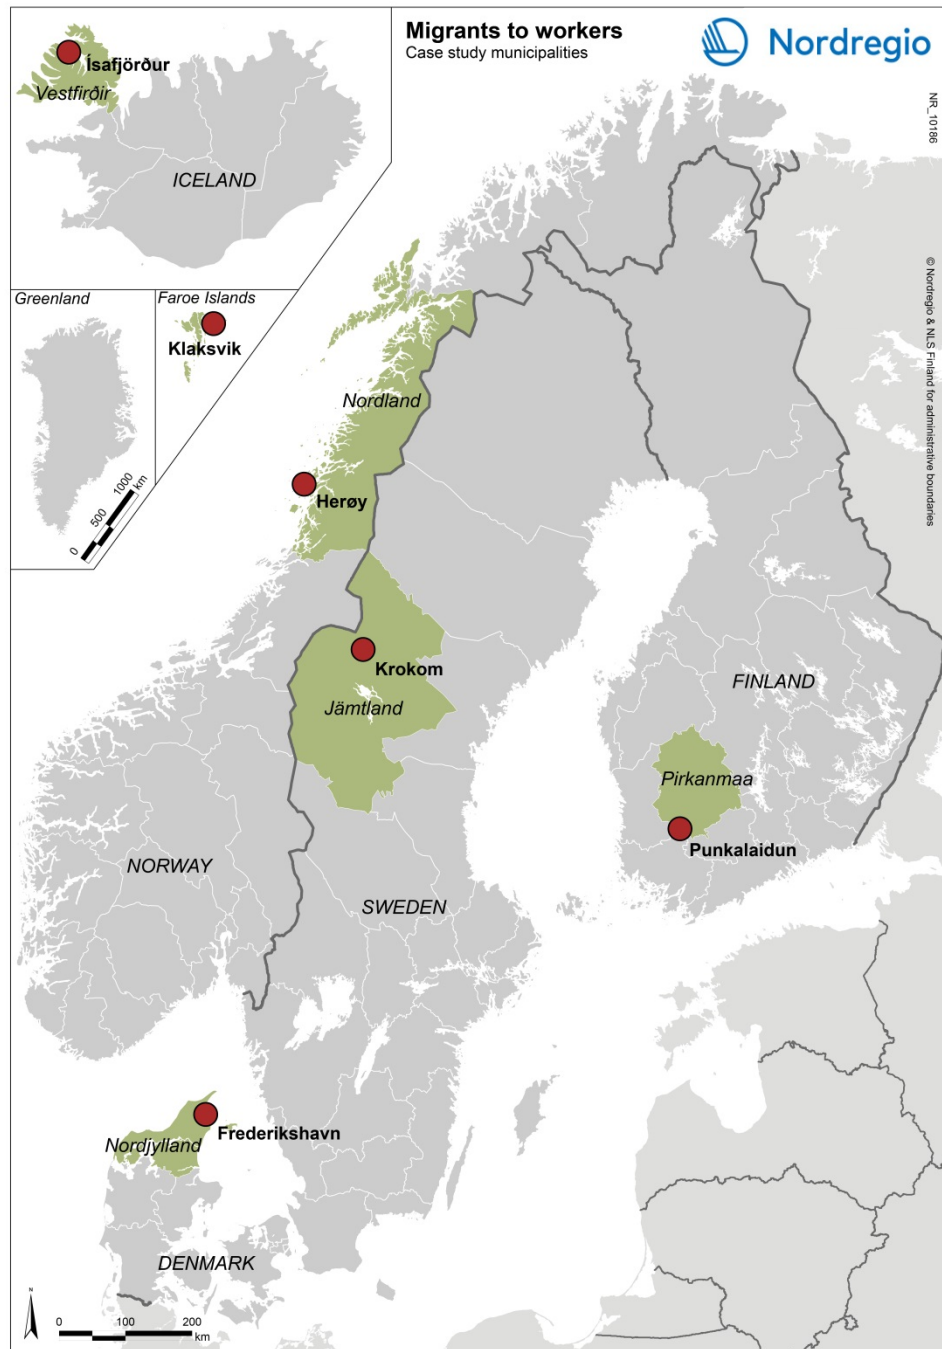 Migrants to workers
Case study municipalities
Nordregio
NR_10186
Ísafjörður
Vestfirðir
ICELAND
© Nordregio & NLS Finland for administrative boundaries
Greenland
Faroe Islands
Klaksvik
0 500 1000
km
Nordland
Herøy
Krokom
Jämtland
FINLAND
Pirkanmaa
Punkalaidun
NORWAY
SWEDEN
Frederikshavn
Nordjylland
DENMARK
N
0 100 200
km